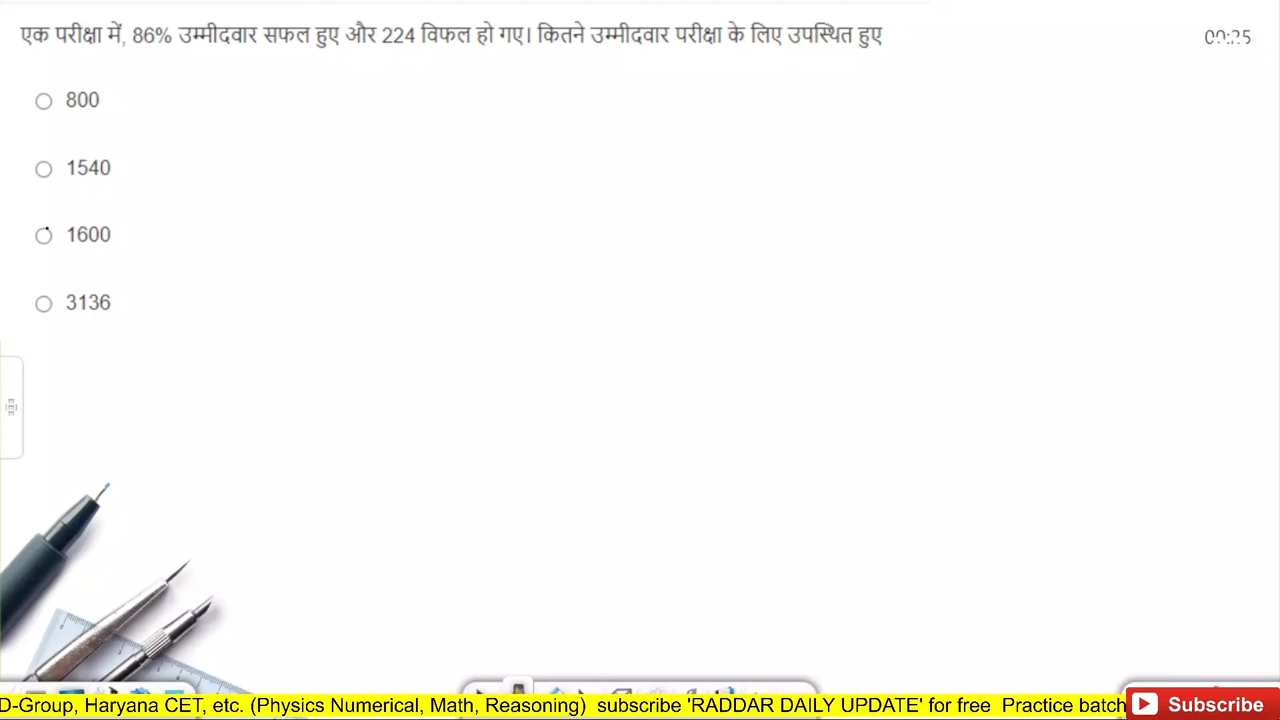 एक परीक्षा में, 86% उम्मीदवार सफल हुए और 224 विफल हो गए। कितने उम्मीदवार परीक्षा के लिए उपस्थित हुए
00:25
800
1540
1600
3136
D-Group, Haryana CET, etc. (Physics Numerical, Math, Reasoning) subscribe 'RADDAR DAILY UPDATE' for free Practice batch
Subscribe